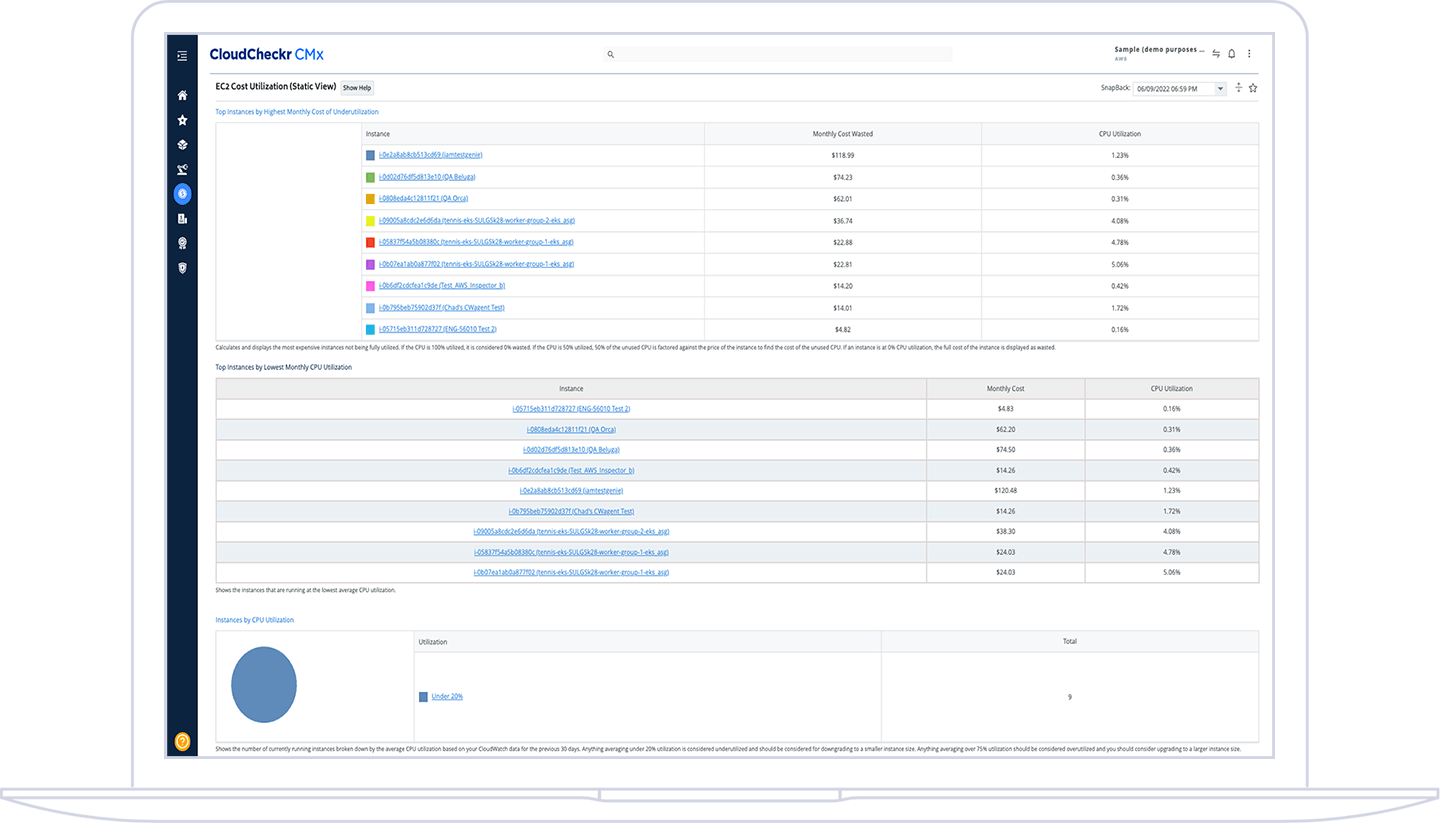 CloudCheckr CMx
Sample (demo purposes ...
AWS
EC2 Cost Utilization (Static View) Show Help
SnapBack: 06/09/2022 06:59 PM
Top Instances by Highest Monthly Cost of Underutilization
Instance Monthly Cost Wasted CPU Utilization
i-0e2a8ab8cb513cd69 (iamtestgenie) $118.99 1.23%
i-0d02d76df5d813e10 (QA Beluga) $74.23 0.36%
i-0808eda4c12811f21 (QA Orca) $62.01 0.31%
i-09005a8cdc2e6d6da (tennis-eks-SULGSk28-worker-group-2-eks_asg) $36.74 4.08%
i-05837f54a5b08380c (tennis-eks-SULGSk28-worker-group-1-eks_asg) $22.88 4.78%
i-0b07ea1ab0a877f02 (tennis-eks-SULGSk28-worker-group-1-eks_asg) $22.81 5.06%
i-0b6df2cdcfea1c9de (Test_AWS_Inspector_b) $14.20 0.42%
i-0b795beb75902d37f (Chad's CWagent Test) $14.01 1.72%
i-05715eb311d728727 (ENG-56010 Test 2) $4.82 0.16%
Calculates and displays the most expensive instances not being fully utilized. If the CPU is 100% utilized, it is considered 0% wasted. If the CPU is 50% utilized, 50% of the unused CPU is factored against the price of the instance to find the cost of the unused CPU. If an instance is at 0% CPU utilization, the full cost of the instance is displayed as wasted.
Top Instances by Lowest Monthly CPU Utilization
Instance Monthly Cost CPU Utilization
i-05715eb311d728727 (ENG-56010 Test 2) $4.83 0.16%
i-0808eda4c12811f21 (QA Orca) $62.20 0.31%
i-0d02d76df5d813e10 (QA Beluga) $74.50 0.36%
i-0b6df2cdcfea1c9de (Test_AWS_Inspector_b) $14.26 0.42%
i-0e2a8ab8cb513cd69 (iamtestgenie) $120.48 1.23%
i-0b795beb75902d37f (Chad's CWagent Test) $14.26 1.72%
i-09005a8cdc2e6d6da (tennis-eks-SULGSk28-worker-group-2-eks_asg) $38.30 4.08%
i-05837f54a5b08380c (tennis-eks-SULGSk28-worker-group-1-eks_asg) $24.03 4.78%
i-0b07ea1ab0a877f02 (tennis-eks-SULGSk28-worker-group-1-eks_asg) $24.03 5.06%
Shows the instances that are running at the lowest average CPU utilization.
Instances by CPU Utilization
Utilization Total
Under 20% 9
Shows the number of currently running instances broken down by the average CPU utilization based on your CloudWatch data for the previous 30 days. Anything averaging under 20% utilization is considered underutilized and should be considered for downgrading to a smaller instance size. Anything averaging over 75% utilization should be considered overutilized and you should consider upgrading to a larger instance size.